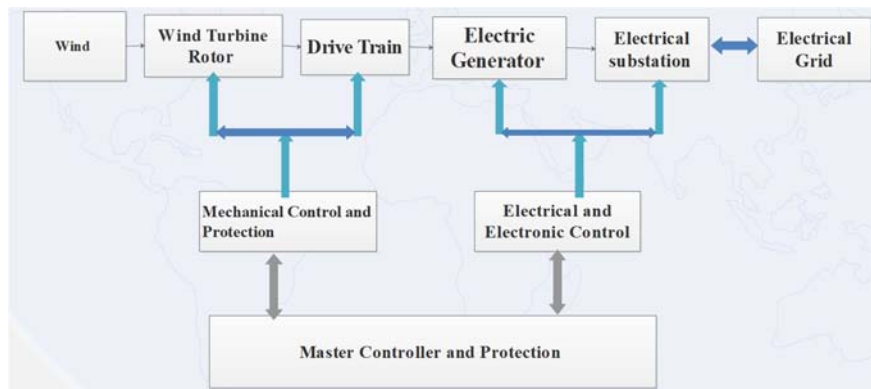 Wind
Wind Turbine
Rotor
Drive Train
Electric
Generator
Electrical
substation
Electrical
Grid
Mechanical Control and
Protection
Electrical and
Electronic Control
Master Controller and Protection